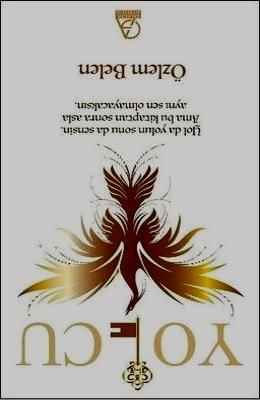 YOLCU
Yol da yolun sonu da sensin.
Ama bu kitaptan sonra asla
aynı sen olmayacaksın.
Özlem Belen